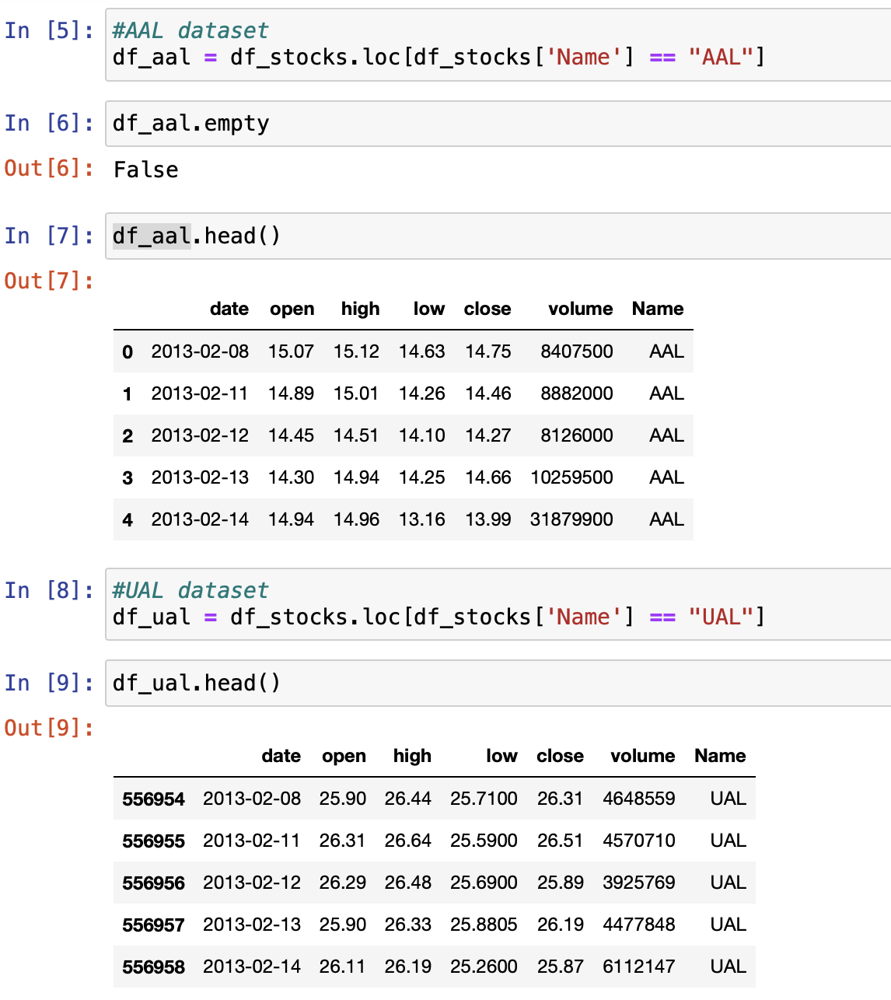 In [5]: #AAL dataset
df_aal = df_stocks.loc[df_stocks['Name'] == "AAL"]
In [6]: df_aal.empty
Out[6]: False
In [7]: df_aal.head()
Out[7]:
date open high low close volume Name
0 2013-02-08 15.07 15.12 14.63 14.75 8407500 AAL
1 2013-02-11 14.89 15.01 14.26 14.46 8882000 AAL
2 2013-02-12 14.45 14.51 14.10 14.27 8126000 AAL
3 2013-02-13 14.30 14.94 14.25 14.66 10259500 AAL
4 2013-02-14 14.94 14.96 13.16 13.99 31879900 AAL
In [8]: #UAL dataset
df_ual = df_stocks.loc[df_stocks['Name'] == "UAL"]
In [9]: df_ual.head()
Out[9]:
date open high low close volume Name
556954 2013-02-08 25.90 26.44 25.7100 26.31 4648559 UAL
556955 2013-02-11 26.31 26.64 25.5900 26.51 4570710 UAL
556956 2013-02-12 26.29 26.48 25.6900 25.89 3925769 UAL
556957 2013-02-13 25.90 26.33 25.8805 26.19 4477848 UAL
556958 2013-02-14 26.11 26.19 25.2600 25.87 6112147 UAL